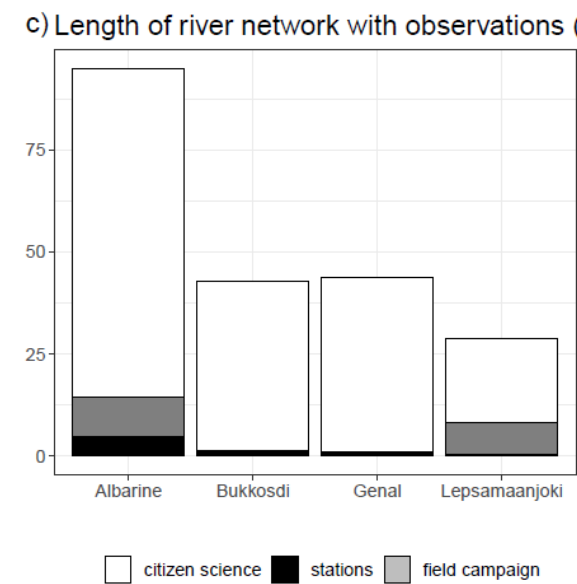 c) Length of river network with observations (
75
50
25
0
Albarine Bukkosdi Genal Lepsamaanjoki
citizen science stations field campaign